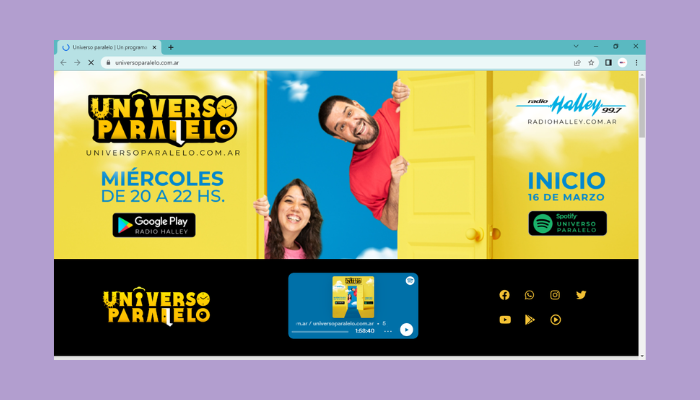 Universo paralelo | Un programa
universoparalelo.com.ar
UNIVERSO
PARALELO
UNIVERSOPARALELO.COM.AR
MIÉRCOLES
DE 20 A 22 HS.
Google Play
RADIO HALLEY
radio Halley 99.7
RADIOHALLEY.COM.AR
INICIO
16 DE MARZO
Spotify
UNIVERSO
PARALELO
UNIVERSO
PARALELO
m.ar / universoparalelo.com.ar
1:58:40